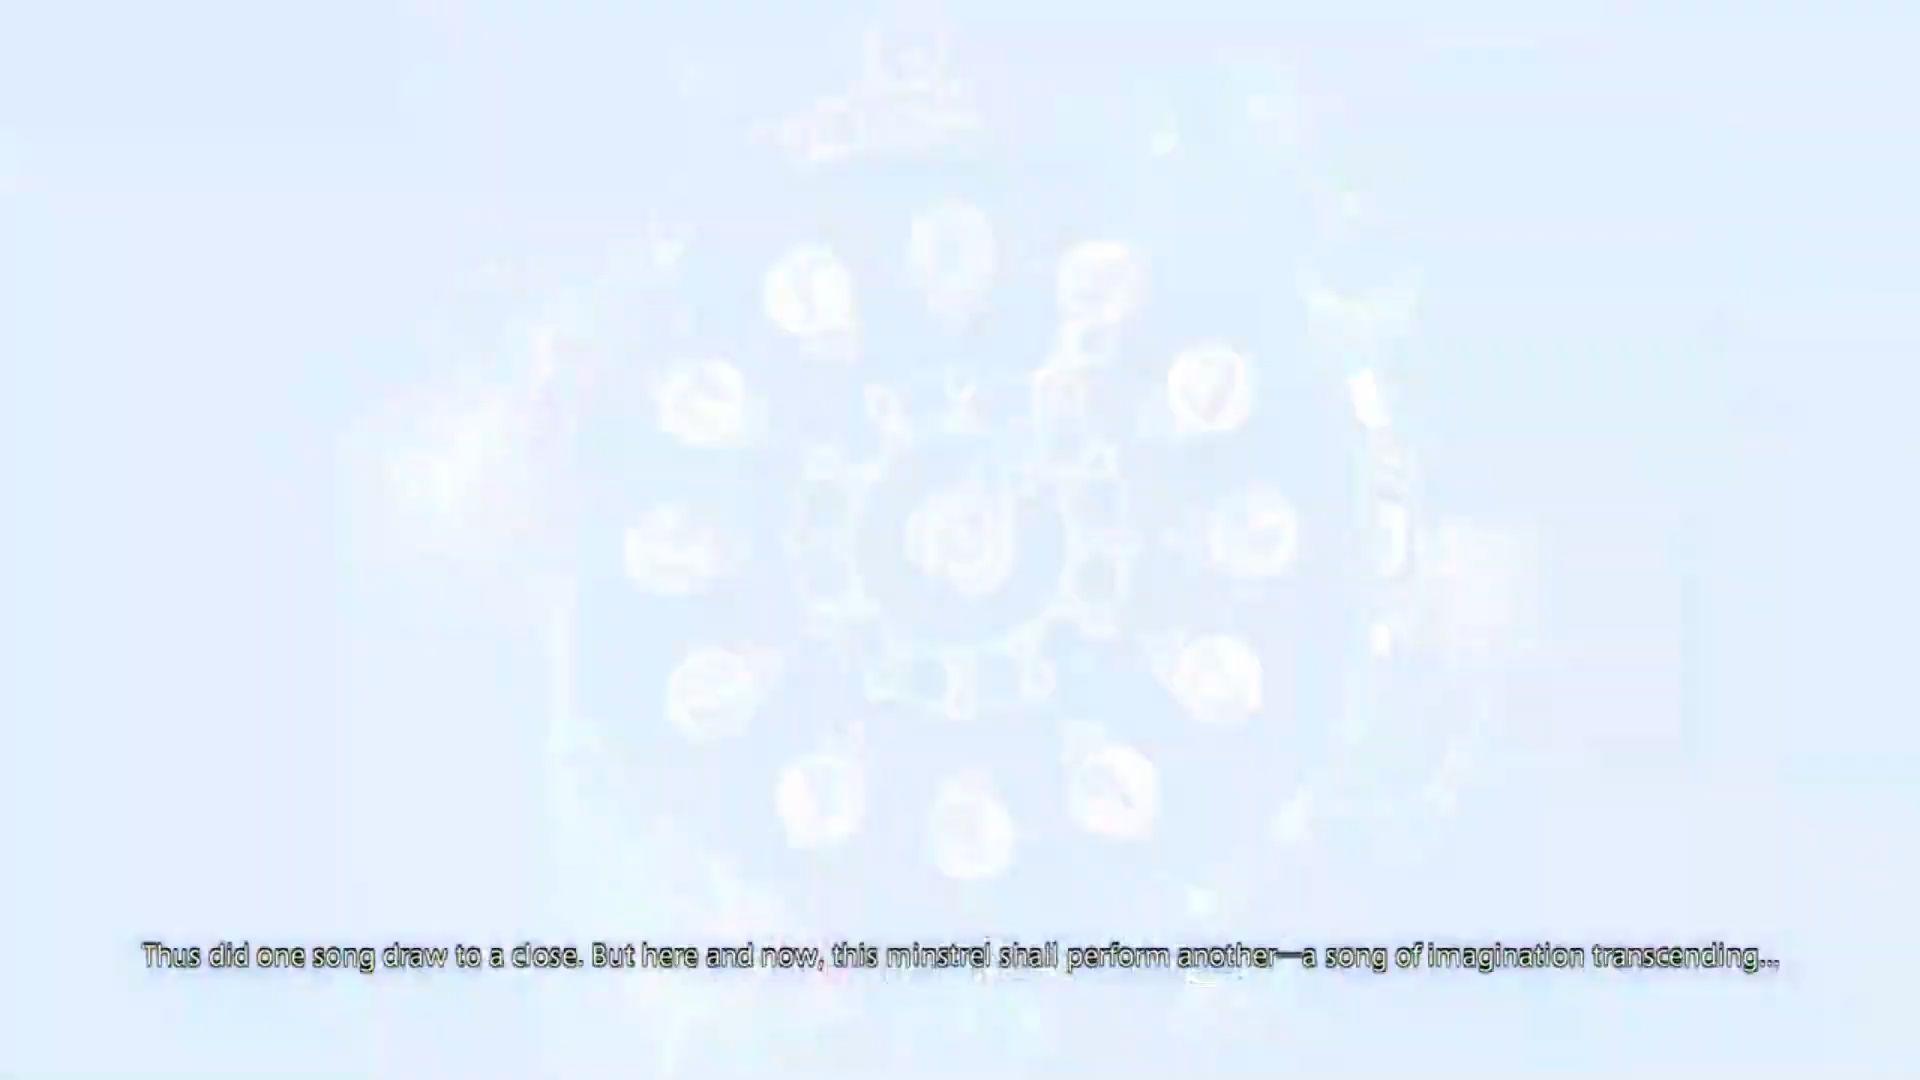 Thus did one song draw to a close. But here and now, this minstrel shall perform another—a song of imagination transcending...